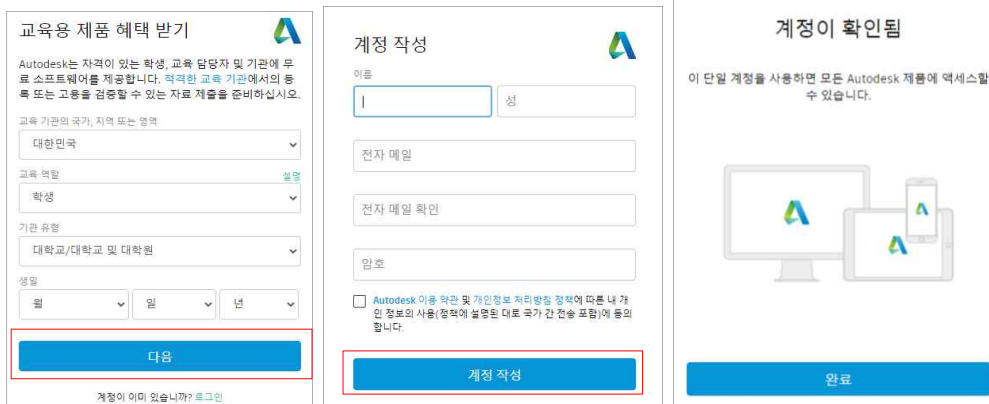 교육용 제품 혜택 받기
Autodesk는 자격이 있는 학생, 교육 담당자 및 기관에 무
료 소프트웨어를 제공합니다. 적격한 교육 기관에서의 등
록 또는 고용을 검증할 수 있는 자료 제출을 준비하십시오.
교육 기관의 국가, 지역 또는 영역
대한민국
교육 역할 설명
학생
기관 유형
대학교/대학교 및 대학원
생일
월 일 년
다음
계정이 이미 있습니까? 로그인
계정 작성
이름
성
전자 메일
전자 메일 확인
암호
Autodesk 이용 약관 및 개인정보 처리방침 정책에 따른 내 개
인 정보의 사용(정책에 설명된 대로 국가 간 전송 포함)에 동의
합니다.
계정 작성
계정이 확인됨
이 단일 계정을 사용하면 모든 Autodesk 제품에 액세스할
수 있습니다.
완료